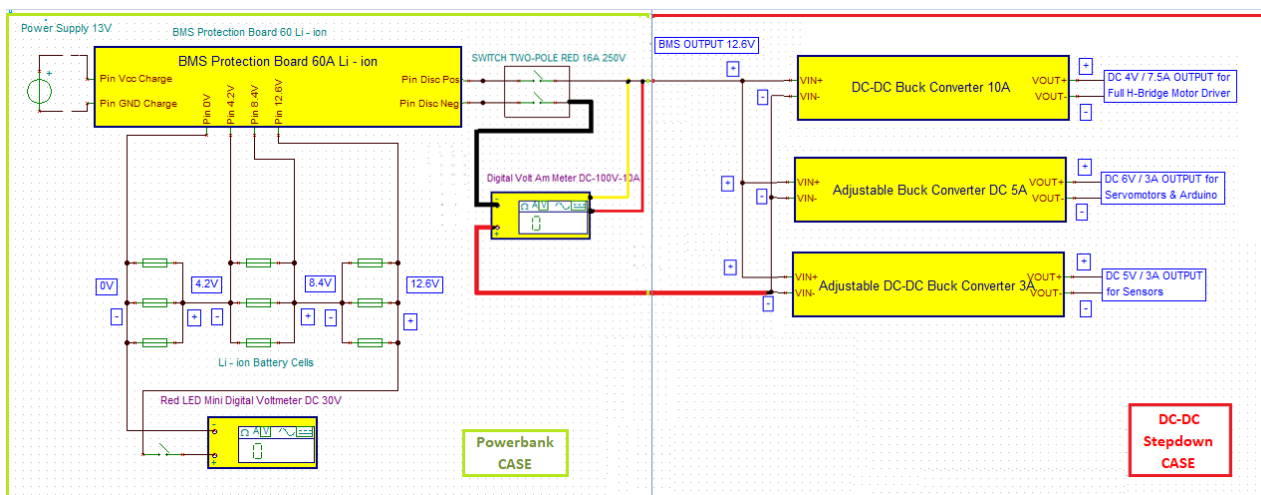 Power Supply 13V
BMS Protection Board 60 Li - ion
BMS Protection Board 60A Li - ion
Pin Vcc Charge
Pin GND Charge
Pin 0V
Pin 4.2V
Pin 8.4V
Pin 12.6V
Pin Disc Pos
Pin Disc Neg
SWITCH TWO-POLE RED 16A 250V
BMS OUTPUT 12.6V
+
-
VIN+
VIN-
DC-DC Buck Converter 10A
VOUT+
VOUT-
+
-
DC 4V / 7.5A OUTPUT for
Full H-Bridge Motor Driver
Digital Volt Am Meter DC-100V-10A
-
+
Ω A V
0
+
-
VIN+
VIN-
Adjustable Buck Converter DC 5A
VOUT+
VOUT-
+
-
DC 6V / 3A OUTPUT for
Servomotors & Arduino
+
-
VIN+
VIN-
Adjustable DC-DC Buck Converter 3A
VOUT+
VOUT-
+
-
DC 5V / 3A OUTPUT
for Sensors
0V
4.2V
8.4V
12.6V
-
+
-
+
-
+
Li - ion Battery Cells
Red LED Mini Digital Voltmeter DC 30V
-
+
Ω A V
0
Powerbank
CASE
DC-DC
Stepdown
CASE